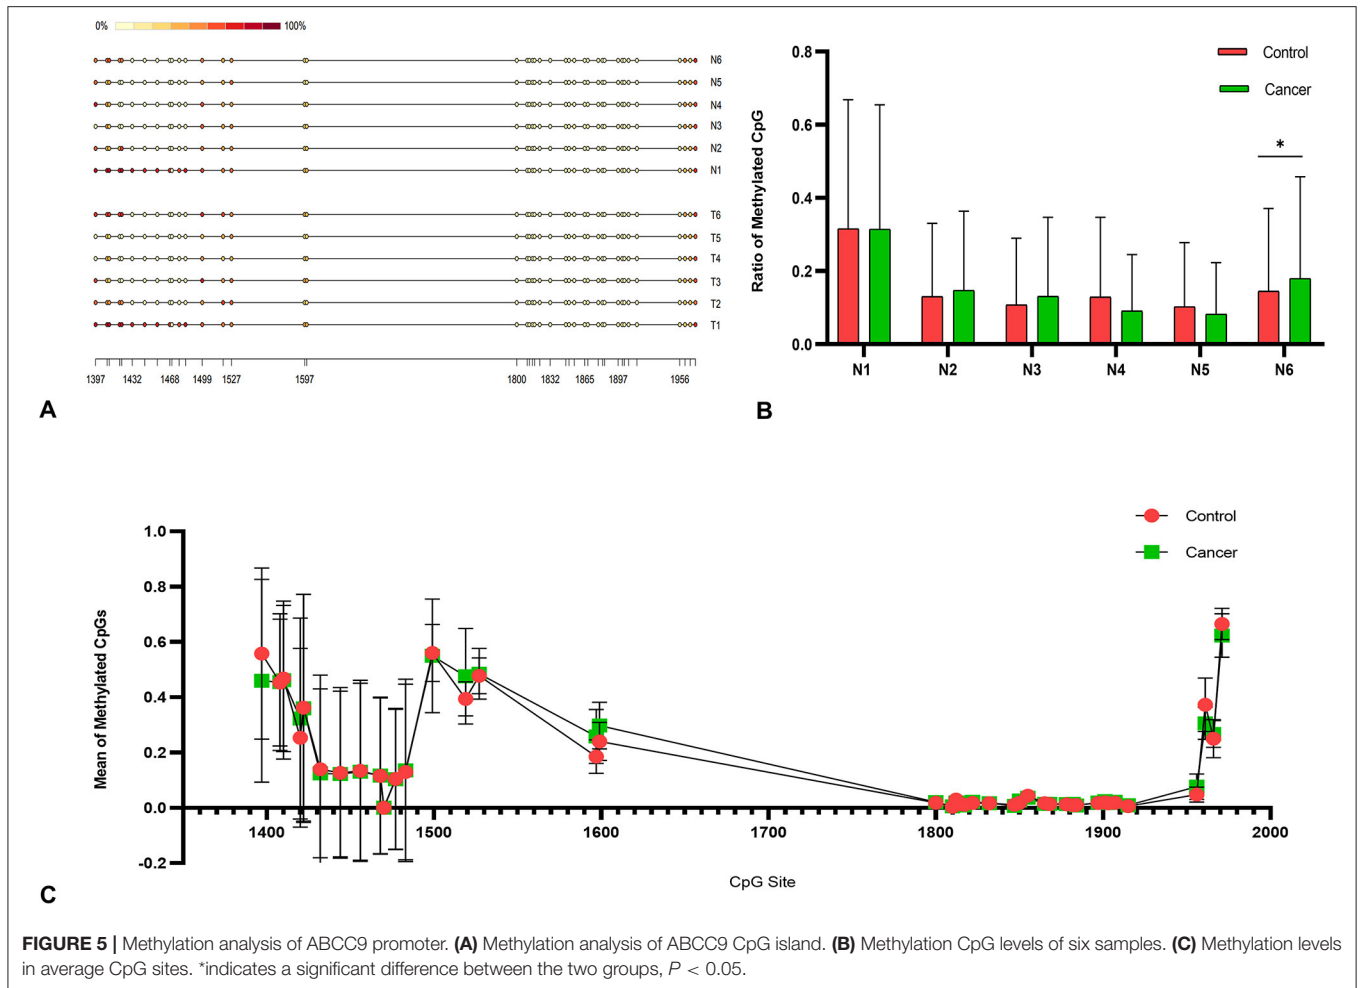 0% 100%
N6
N5
N4
N3
N2
N1
T6
T5
T4
T3
T2
T1
1397 1432 1468 1499 1527 1597 1800 1832 1865 1897 1956
A
Control
Cancer
Ratio of Methylated CpG
0.8
0.6
0.4
0.2
0.0
*
N1 N2 N3 N4 N5 N6
B
Control
Cancer
Mean of Methylated CpGs
1.0
0.8
0.6
0.4
0.2
0.0
-0.2
1400 1500 1600 1700 1800 1900 2000
CpG Site
C
FIGURE 5 | Methylation analysis of ABCC9 promoter. (A) Methylation analysis of ABCC9 CpG island. (B) Methylation CpG levels of six samples. (C) Methylation levels
in average CpG sites. *indicates a significant difference between the two groups, P < 0.05.